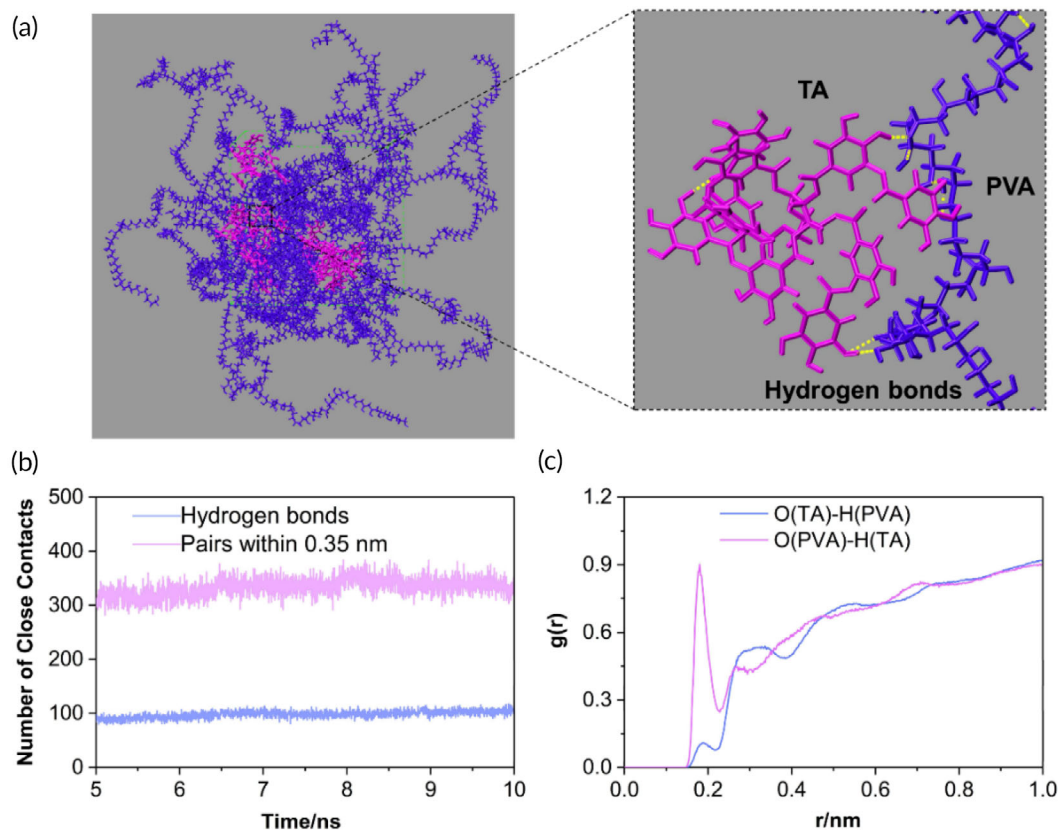 (a)
TA
PVA
Hydrogen bonds
(b)
500
400
300
200
100
0
Number of Close Contacts
Hydrogen bonds
Pairs within 0.35 nm
5
6
7
8
9
10
Time/ns
(c)
1.2
0.9
0.6
0.3
0.0
g(r)
O(TA)-H(PVA)
O(PVA)-H(TA)
0.0
0.2
0.4
0.6
0.8
1.0
r/nm